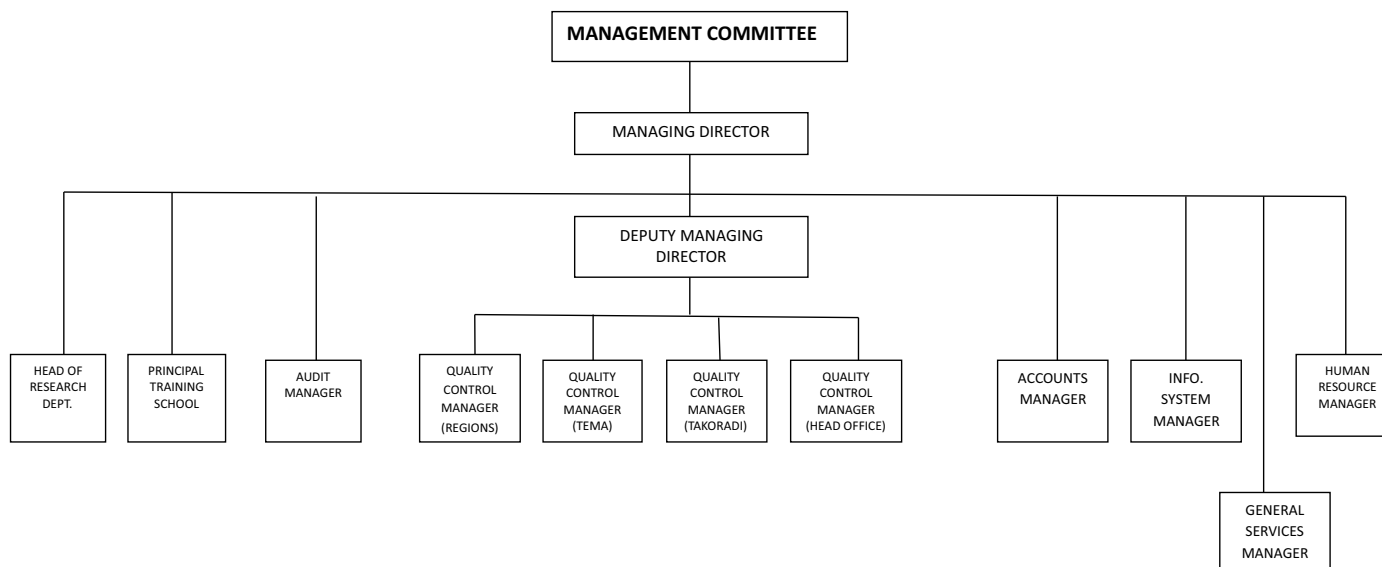 MANAGEMENT COMMITTEE
MANAGING DIRECTOR
DEPUTY MANAGING
DIRECTOR
HEAD OF
RESEARCH
DEPT.
PRINCIPAL
TRAINING
SCHOOL
AUDIT
MANAGER
QUALITY
CONTROL
MANAGER
(REGIONS)
QUALITY
CONTROL
MANAGER
(TEMA)
QUALITY
CONTROL
MANAGER
(TAKORADI)
QUALITY
CONTROL
MANAGER
(HEAD OFFICE)
ACCOUNTS
MANAGER
INFO.
SYSTEM
MANAGER
HUMAN
RESOURCE
MANAGER
GENERAL
SERVICES
MANAGER